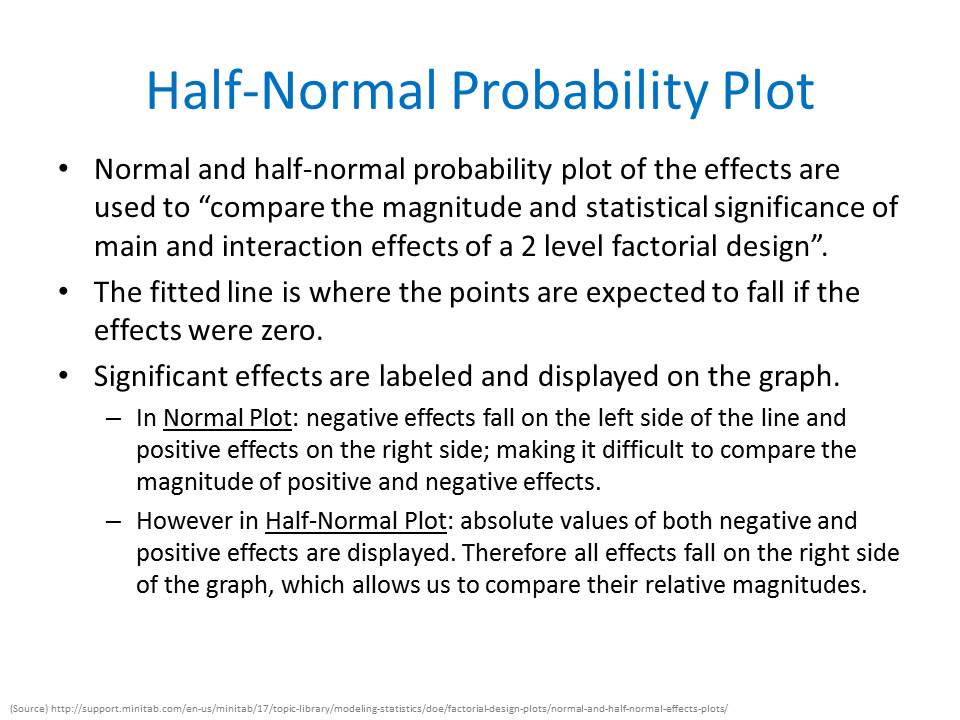 Half-Normal Probability Plot
• Normal and half-normal probability plot of the effects are
used to “compare the magnitude and statistical significance of
main and interaction effects of a 2 level factorial design”.
• The fitted line is where the points are expected to fall if the
effects were zero.
• Significant effects are labeled and displayed on the graph.
– In Normal Plot: negative effects fall on the left side of the line and
positive effects on the right side; making it difficult to compare the
magnitude of positive and negative effects.
– However in Half-Normal Plot: absolute values of both negative and
positive effects are displayed. Therefore all effects fall on the right side
of the graph, which allows us to compare their relative magnitudes.
(Source) http://support.minitab.com/en-us/minitab/17/topic-library/modeling-statistics/doe/factorial-design-plots/normal-and-half-normal-effects-plots/